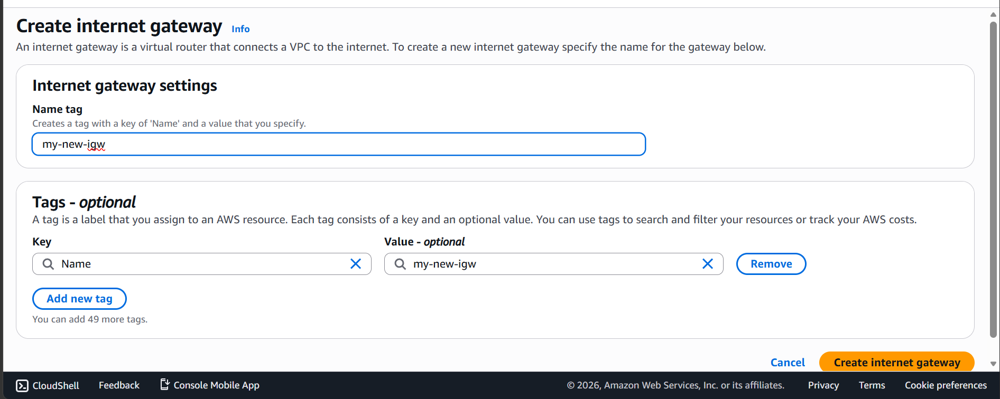 Create internet gateway Info
An internet gateway is a virtual router that connects a VPC to the internet. To create a new internet gateway specify the name for the gateway below.
Internet gateway settings
Name tag
Creates a tag with a key of 'Name' and a value that you specify.
my-new-igw
Tags - optional
A tag is a label that you assign to an AWS resource. Each tag consists of a key and an optional value. You can use tags to search and filter your resources or track your AWS costs.
Key Value - optional
Name my-new-igw Remove
Add new tag
You can add 49 more tags.
Cancel Create internet gateway
CloudShell Feedback Console Mobile App © 2026, Amazon Web Services, Inc. or its affiliates. Privacy Terms Cookie preferences